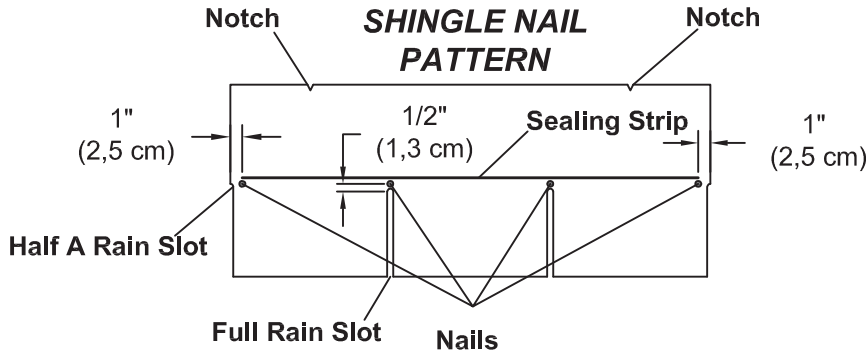 Notch
SHINGLE NAIL
PATTERN
Notch
1"
(2,5 cm)
1/2"
(1,3 cm)
Sealing Strip
1"
(2,5 cm)
Half A Rain Slot
Full Rain Slot
Nails